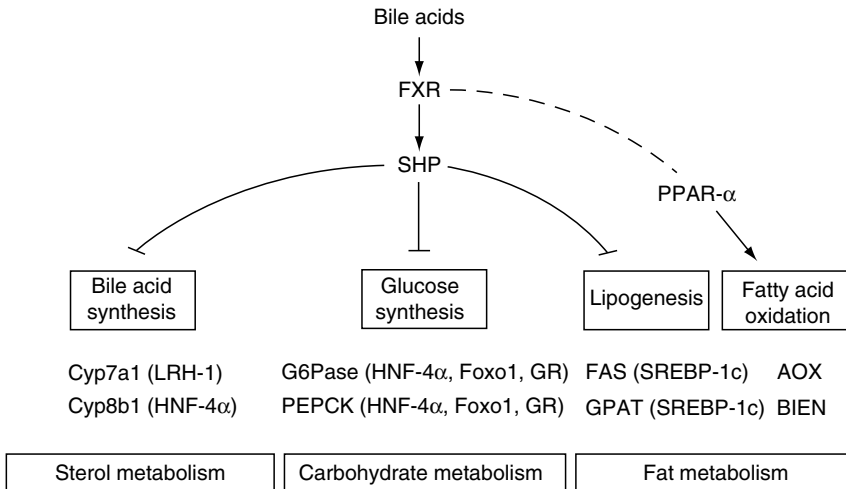 Bile acids
FXR
SHP
PPAR-α
Bile acid
synthesis
Glucose
synthesis
Lipogenesis
Fatty acid
oxidation
Cyp7a1 (LRH-1)
Cyp8b1 (HNF-4α)
G6Pase (HNF-4α, Foxo1, GR)
PEPCK (HNF-4α, Foxo1, GR)
FAS (SREBP-1c)
GPAT (SREBP-1c)
AOX
BIEN
Sterol metabolism
Carbohydrate metabolism
Fat metabolism